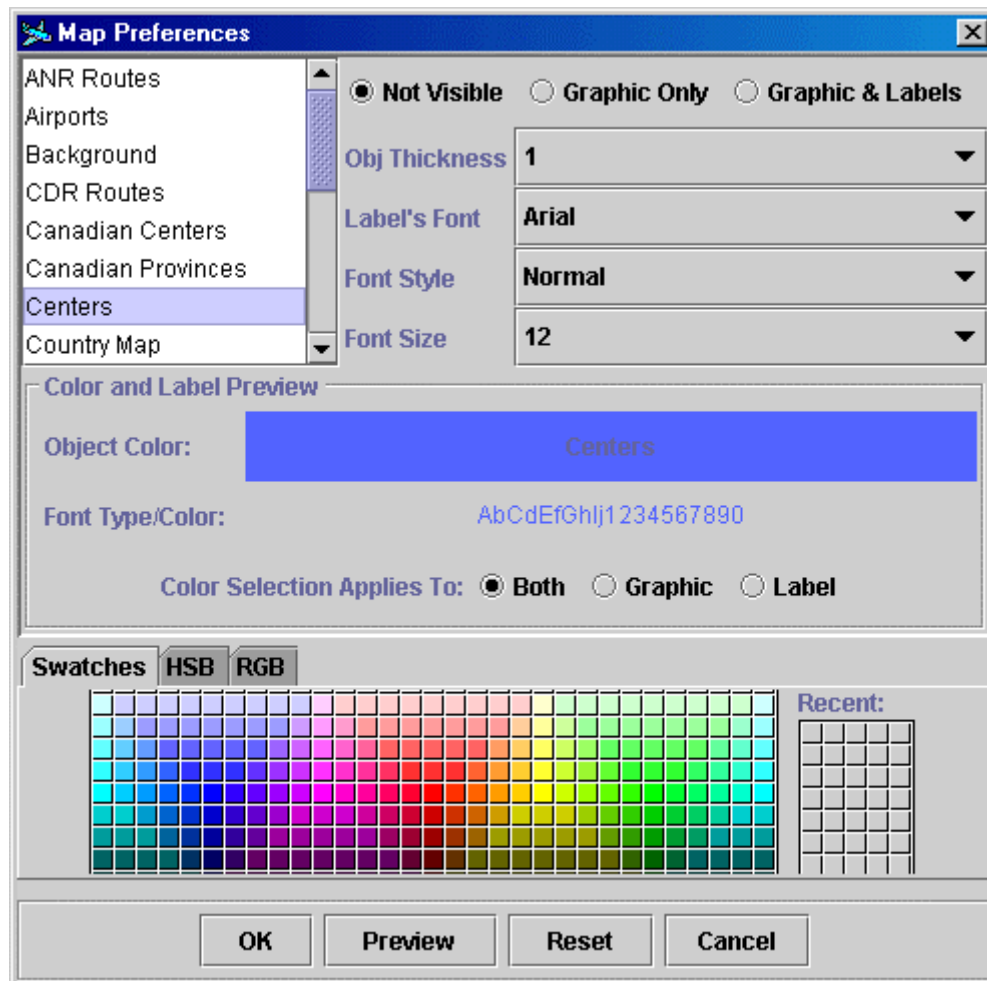 Map Preferences
ANR Routes
Airports
Background
CDR Routes
Canadian Centers
Canadian Provinces
Centers
Country Map
Not Visible Graphic Only Graphic & Labels
Obj Thickness 1
Label's Font Arial
Font Style Normal
Font Size 12
Color and Label Preview
Object Color: Centers
Font Type/Color: AbCdEfGhIj1234567890
Color Selection Applies To: Both Graphic Label
Swatches HSB RGB
Recent:
OK Preview Reset Cancel